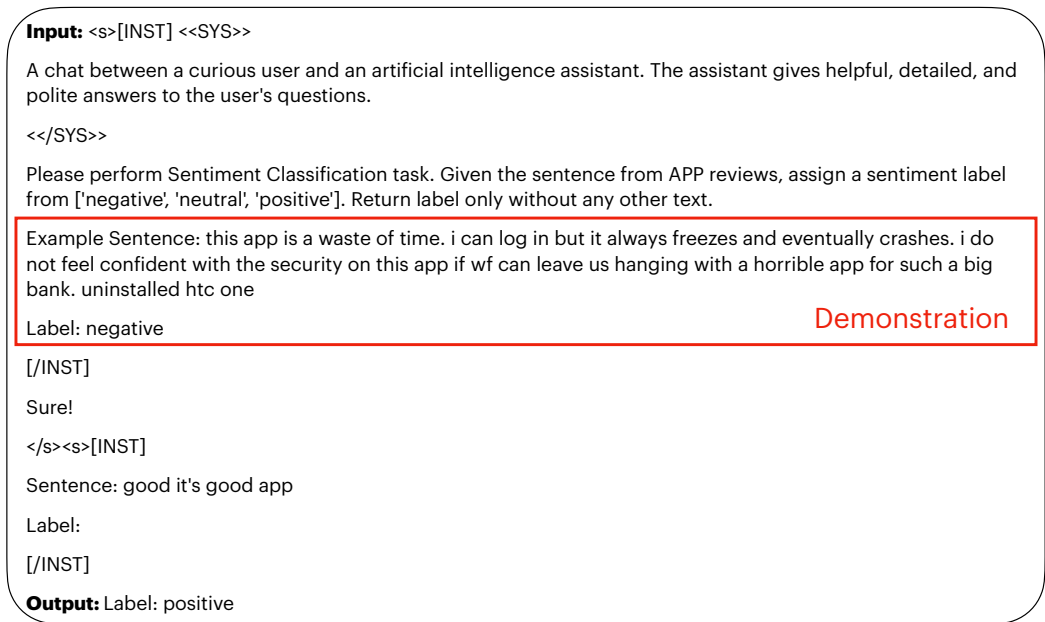 Input: <s>[INST] <<SYS>>
A chat between a curious user and an artificial intelligence assistant. The assistant gives helpful, detailed, and
polite answers to the user's questions.
<</SYS>>
Please perform Sentiment Classification task. Given the sentence from APP reviews, assign a sentiment label
from ['negative', 'neutral', 'positive']. Return label only without any other text.
Example Sentence: this app is a waste of time. i can log in but it always freezes and eventually crashes. i do
not feel confident with the security on this app if wf can leave us hanging with a horrible app for such a big
bank. uninstalled htc one
Demonstration
Label: negative
[/INST]
Sure!
</s><s>[INST]
Sentence: good it's good app
Label:
[/INST]
Output: Label: positive